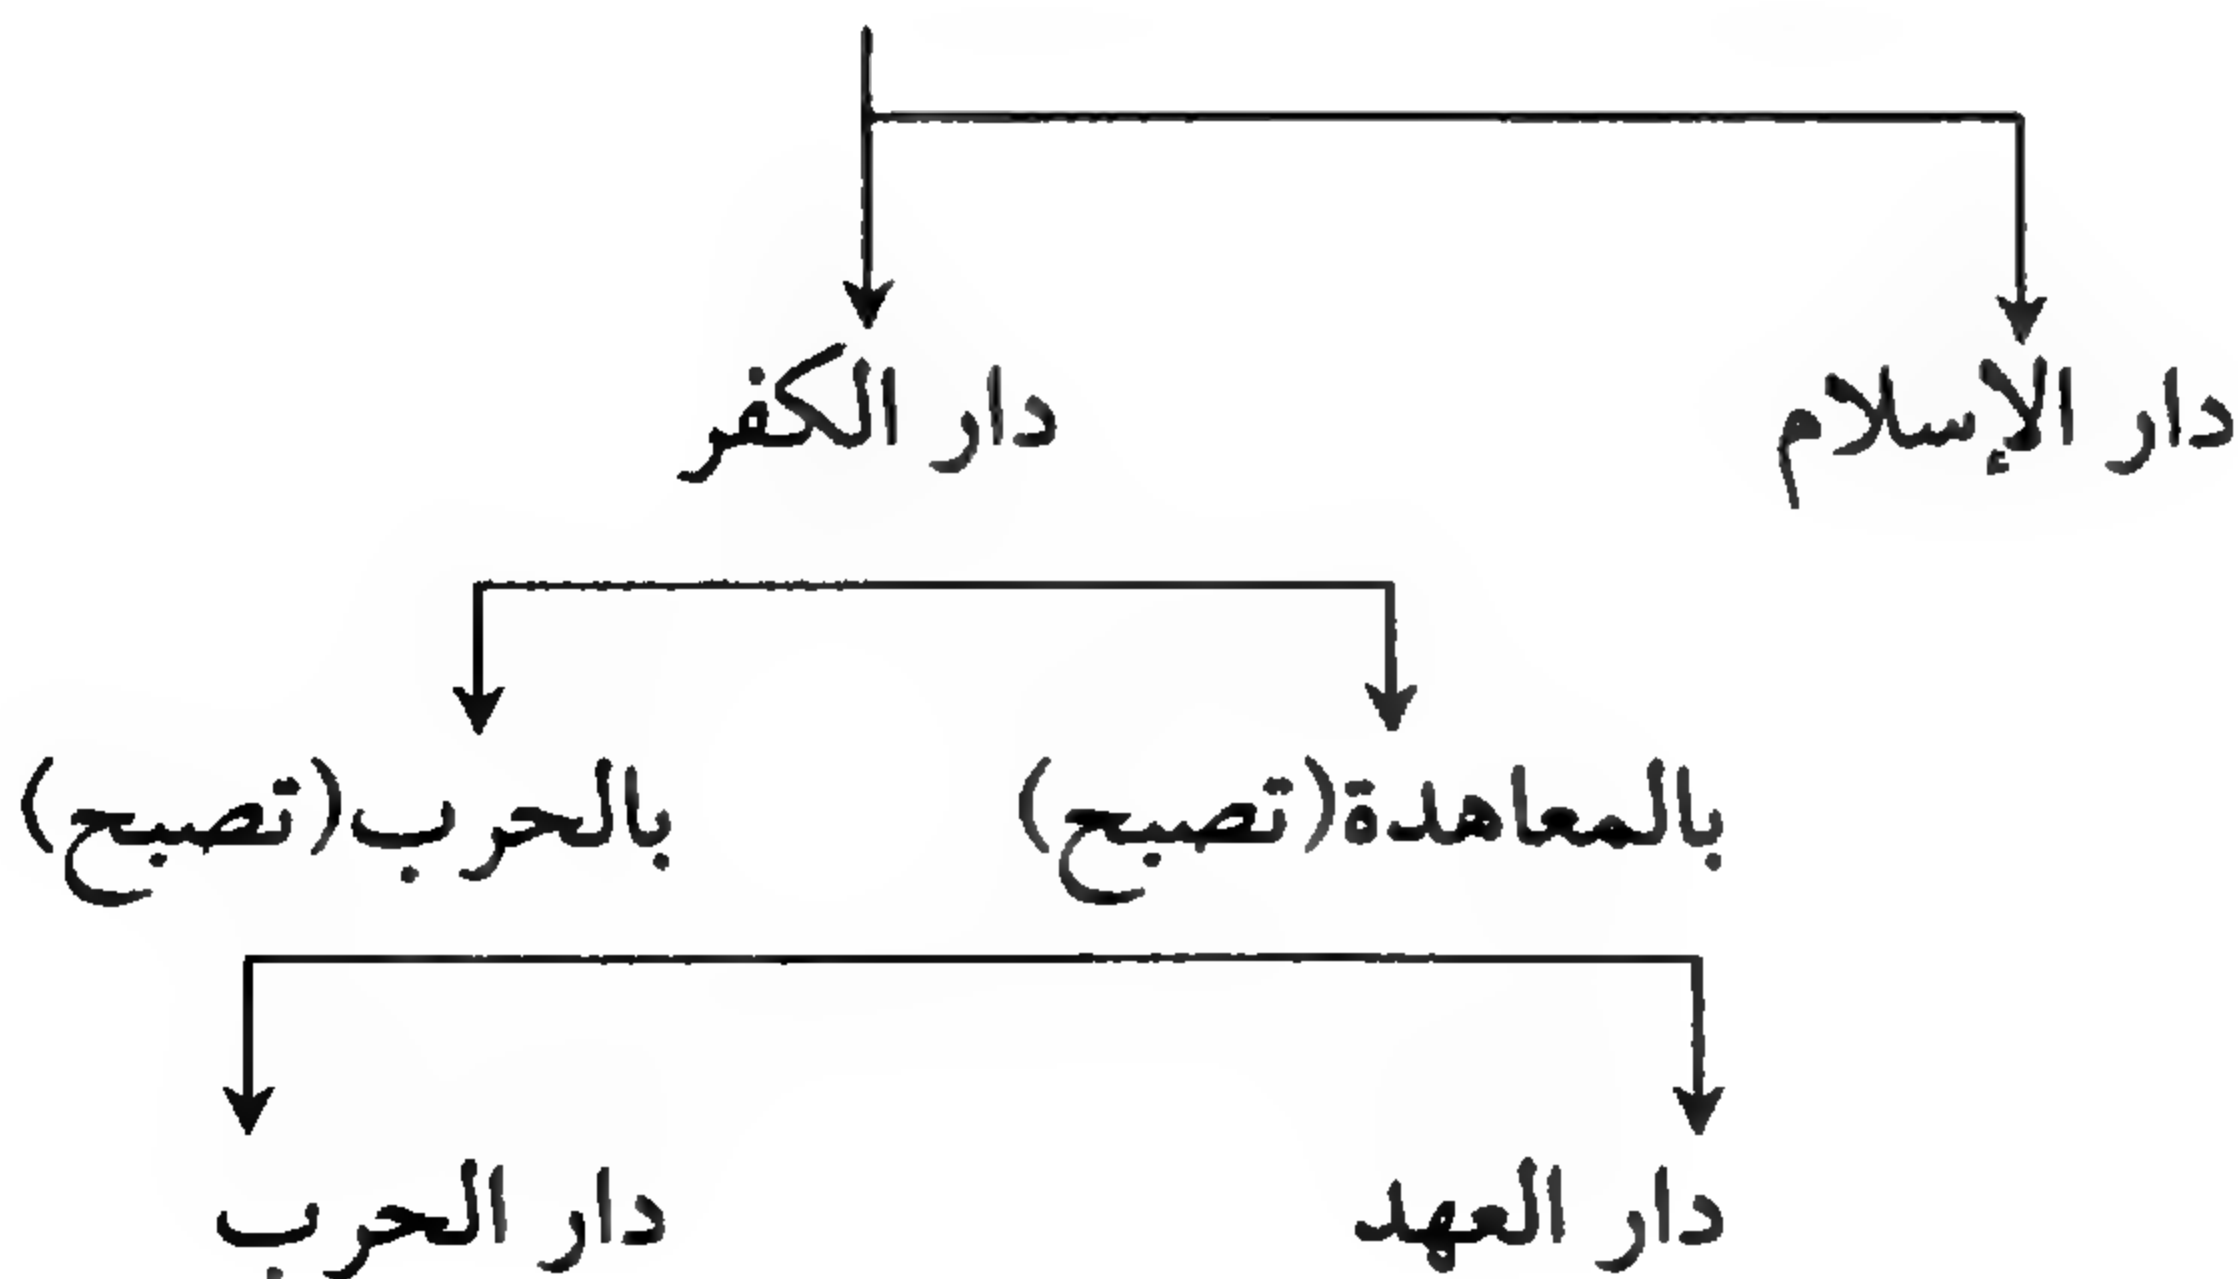 دار الإسلام دار الكفر
بالمعاهدة(تصبح) بالحرب(تصبح)
دار العهد دار الحرب